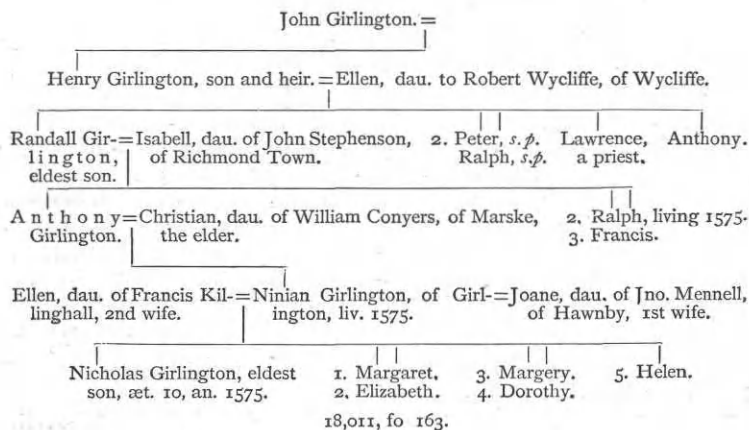 John Girlington. =
Henry Girlington, son and heir. = Ellen, dau. to Robert Wycliffe, of Wycliffe.
Randall Gir- = Isabell, dau. of John Stephenson, 2. Peter, s.p. Lawrence, Anthony.
lington, of Richmond Town. Ralph, s.p. a priest.
eldest son.
Anthony = Christian, dau. of William Conyers, of Marske, 2, Ralph, living 1575.
Girlington. the elder. 3. Francis.
Ellen, dau. of Francis Kil- = Ninian Girlington, of Girl- = Joane, dau. of Jno. Mennell,
linghall, 2nd wife. ington, liv. 1575. of Hawnby, 1st wife.
Nicholas Girlington, eldest 1. Margaret. 3. Margery. 5. Helen.
son, æt. 10, an. 1575. 2. Elizabeth. 4. Dorothy.
18,011, fo 163.